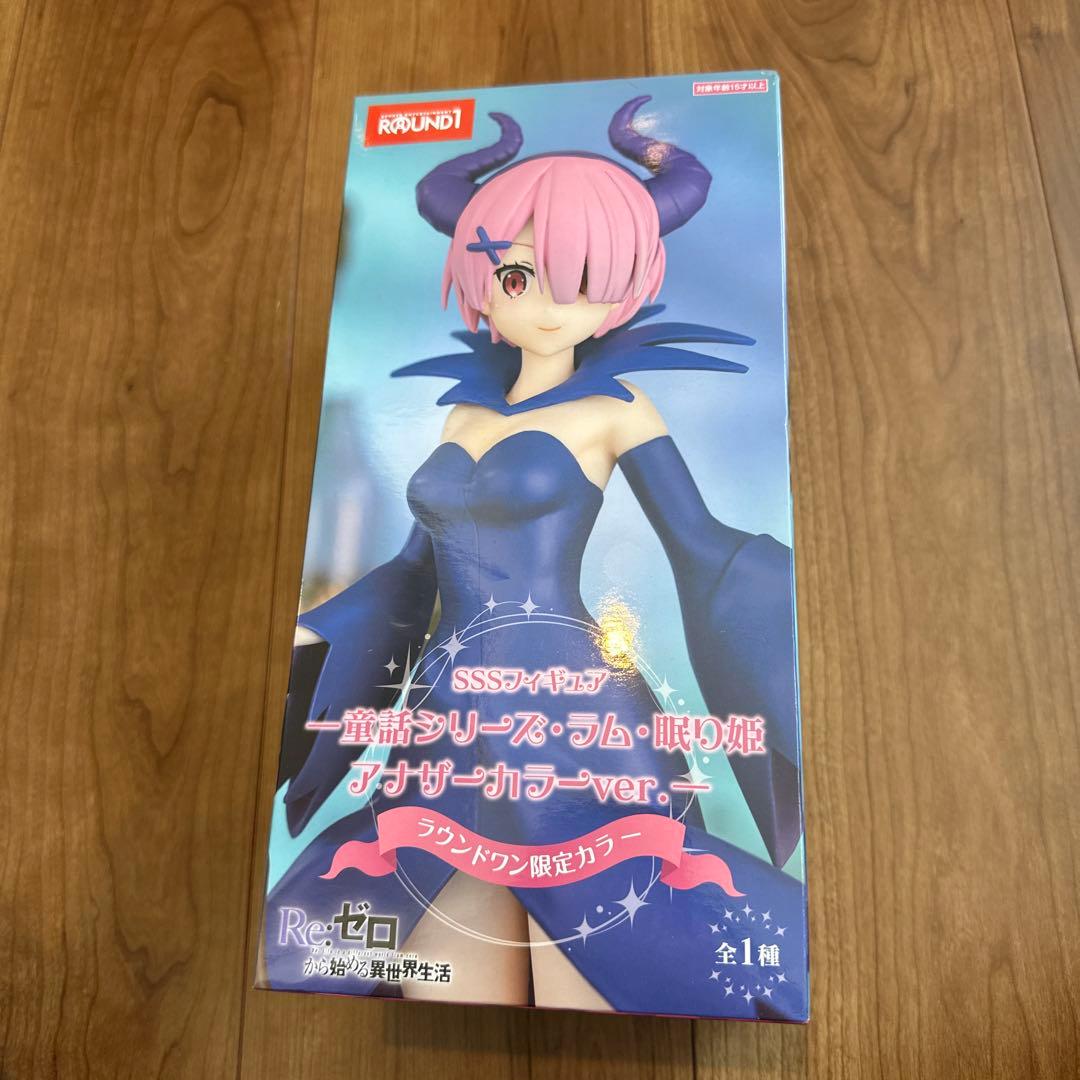 ROUND1
対象年齢15才以上
SSSフィギュア
―童話シリーズ・ラム・眠り姫
アナザーカラーver.―
ラウンドワン限定カラー
Re:ゼロ
から始める異世界生活
全1種